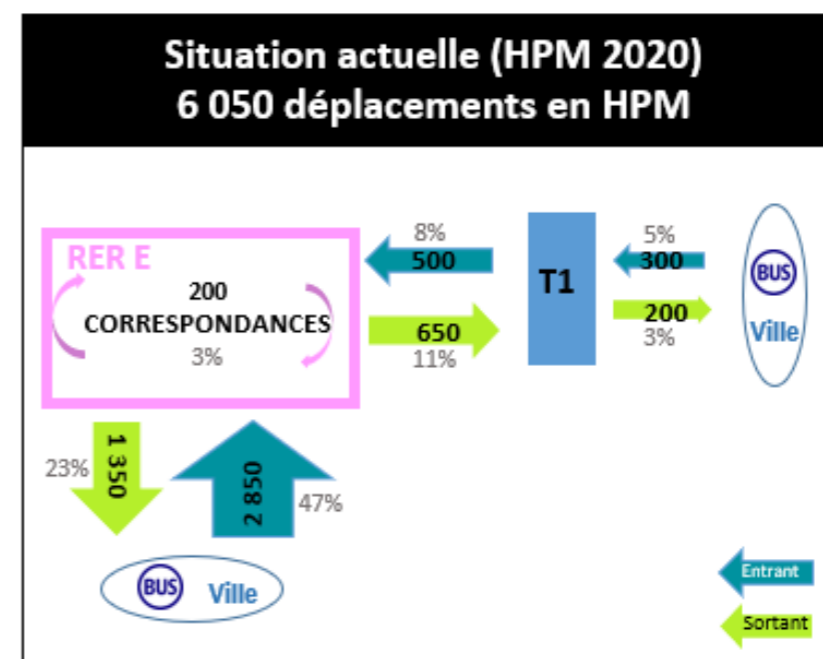 Situation actuelle (HPM 2020)
6 050 déplacements en HPM
RER E
200
CORRESPONDANCES
3%
8%
500
650
11%
T1
5%
300
200
3%
BUS
Ville
23%
1 350
2 850
47%
BUS Ville
Entrant
Sortant